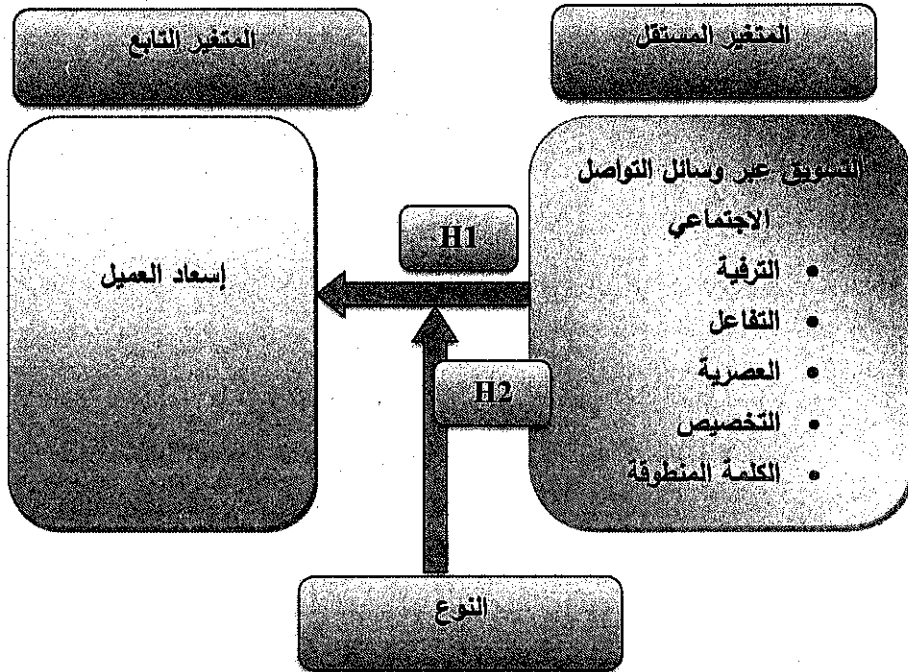 المتغير المستقل
المتغير التابع
التسويق عبر وسائل التواصل
الاجتماعي
• الترفية
• التفاعل
• العصرية
• التخصيص
• الكلمة المنطوقة
H1
إسعاد العميل
H2
النوع